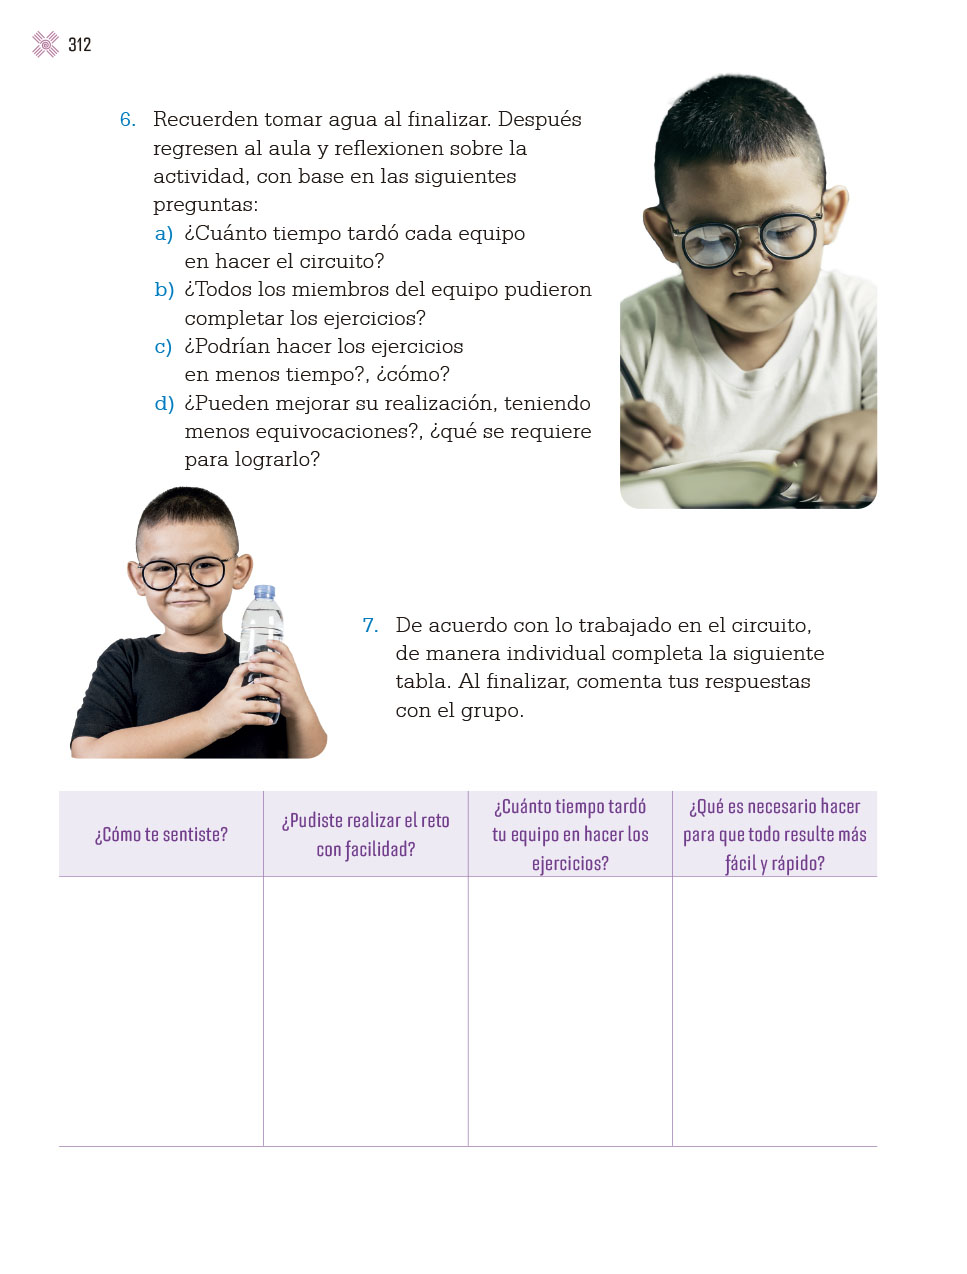 312
6. Recuerden tomar agua al finalizar. Después
regresen al aula y reflexionen sobre la
actividad, con base en las siguientes
preguntas:
a) ¿Cuánto tiempo tardó cada equipo
en hacer el circuito?
b) ¿Todos los miembros del equipo pudieron
completar los ejercicios?
c) ¿Podrían hacer los ejercicios
en menos tiempo?, ¿cómo?
d) ¿Pueden mejorar su realización, teniendo
menos equivocaciones?, ¿qué se requiere
para lograrlo?
7. De acuerdo con lo trabajado en el circuito,
de manera individual completa la siguiente
tabla. Al finalizar, comenta tus respuestas
con el grupo.
¿Cómo te sentiste?
¿Pudiste realizar el reto
con facilidad?
¿Cuánto tiempo tardó
tu equipo en hacer los
ejercicios?
¿Qué es necesario hacer
para que todo resulte más
fácil y rápido?